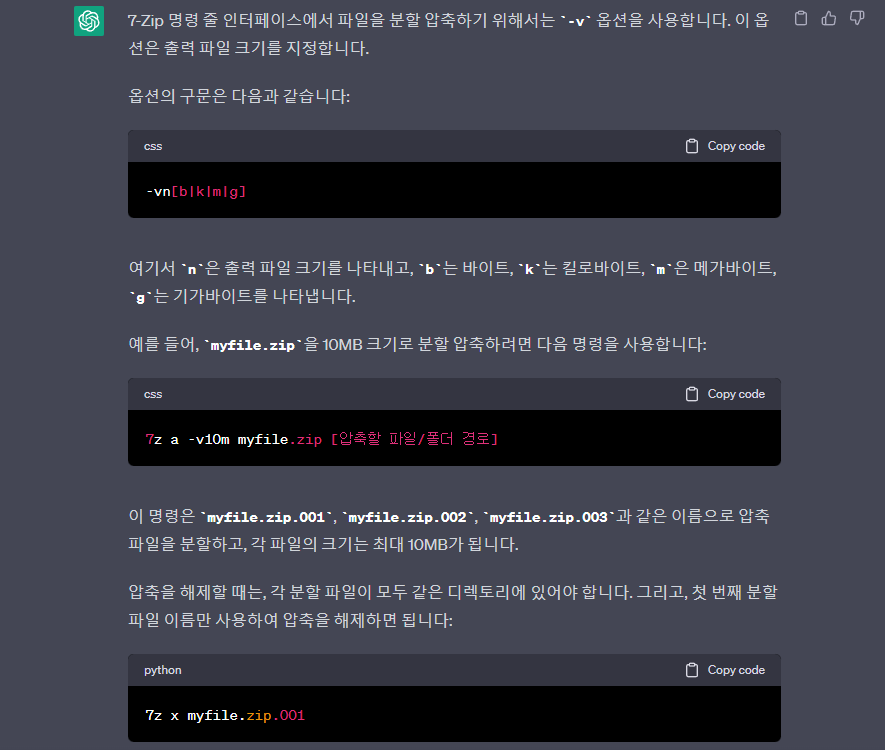 7-Zip 명령 줄 인터페이스에서 파일을 분할 압축하기 위해서는 `-v` 옵션을 사용합니다. 이 옵
션은 출력 파일 크기를 지정합니다.
옵션의 구문은 다음과 같습니다:
css
Copy code
-vn[b|k|m|g]
여기서 `n`은 출력 파일 크기를 나타내고, `b`는 바이트, `k`는 킬로바이트, `m`은 메가바이트,
`g`는 기가바이트를 나타냅니다.
예를 들어, `myfile.zip`을 10MB 크기로 분할 압축하려면 다음 명령을 사용합니다:
css
Copy code
7z a -v10m myfile.zip [압축할 파일/폴더 경로]
이 명령은 `myfile.zip.001`, `myfile.zip.002`, `myfile.zip.003`과 같은 이름으로 압축
파일을 분할하고, 각 파일의 크기는 최대 10MB가 됩니다.
압축을 해제할 때는, 각 분할 파일이 모두 같은 디렉토리에 있어야 합니다. 그리고, 첫 번째 분할
파일 이름만 사용하여 압축을 해제하면 됩니다:
python
Copy code
7z x myfile.zip.001